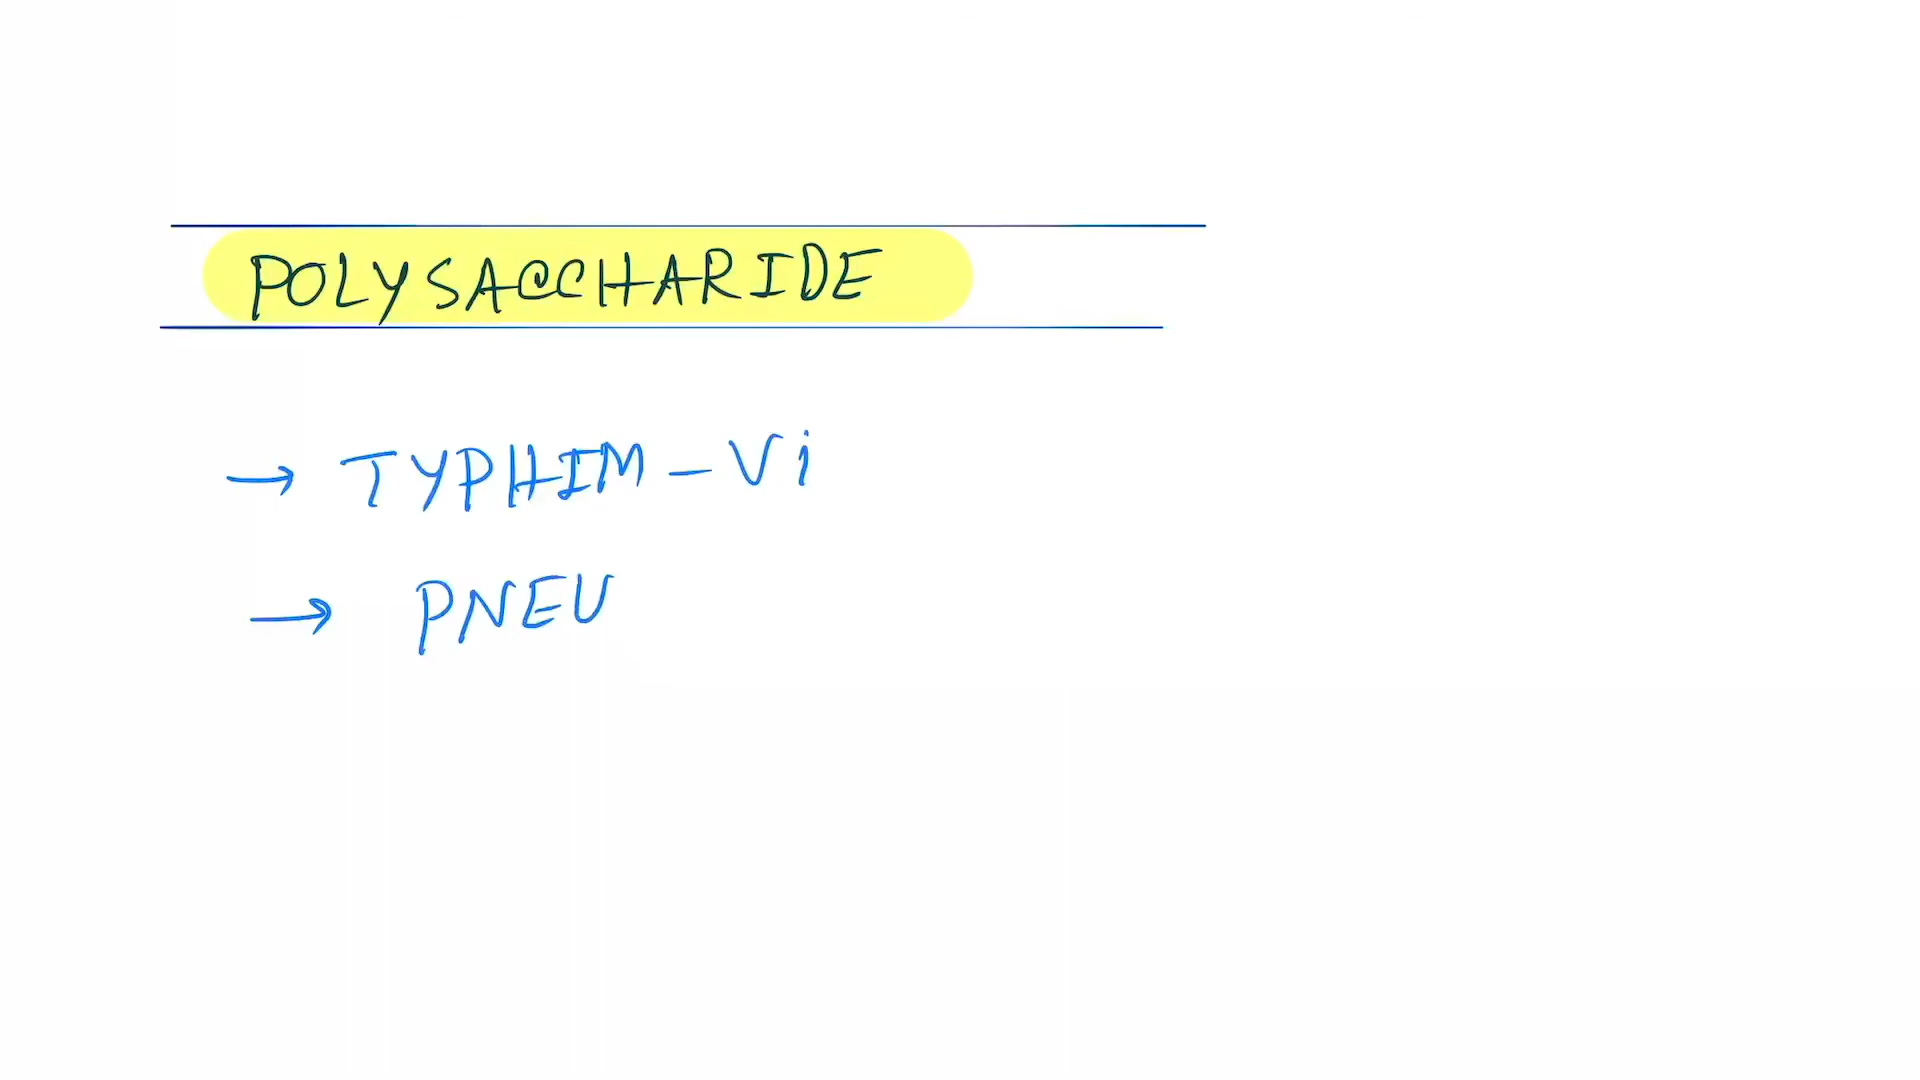 POLYSACCHARIDE
→ TYPHIM - Vi
→ PNEU